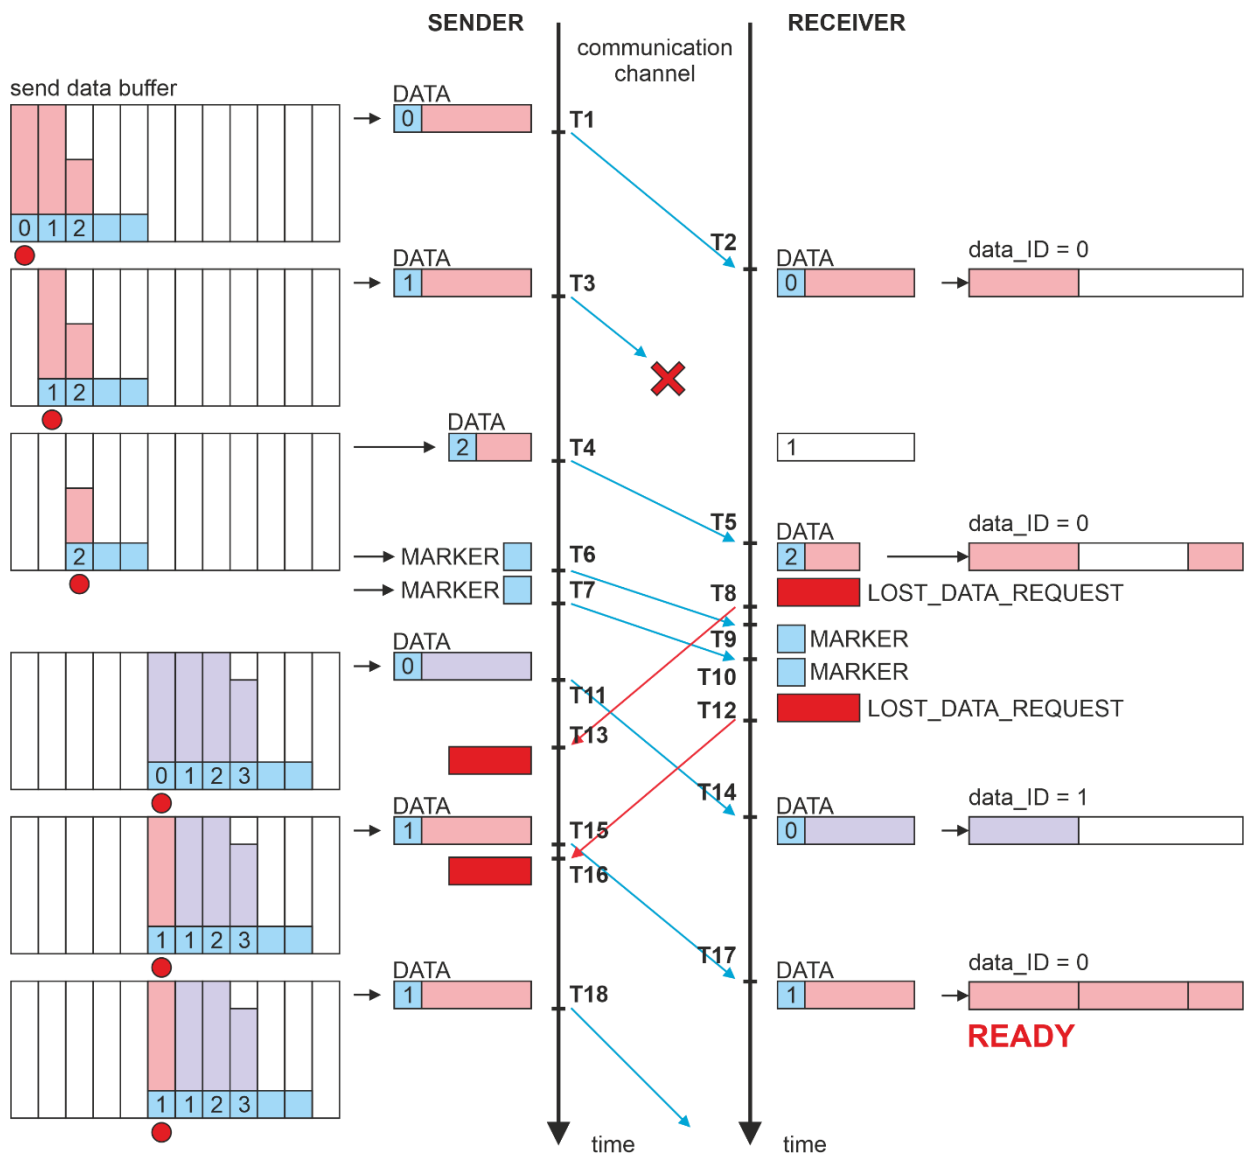 SENDER
RECEIVER
communication
channel
send data buffer
DATA
0
T1
0 1 2
T2
DATA
1
T3
DATA
0
data_ID = 0
1 2
DATA
2
T4
1
T5
DATA
2
data_ID = 0
2
MARKER
T6
MARKER
T7
T8
LOST_DATA_REQUEST
T9
MARKER
T10
MARKER
DATA
0
T11
T12
LOST_DATA_REQUEST
T13
0 1 2 3
T14
DATA
0
data_ID = 1
DATA
1
T15
T16
1 1 2 3
T17
DATA
1
data_ID = 0
READY
DATA
1
T18
1 1 2 3
time
time